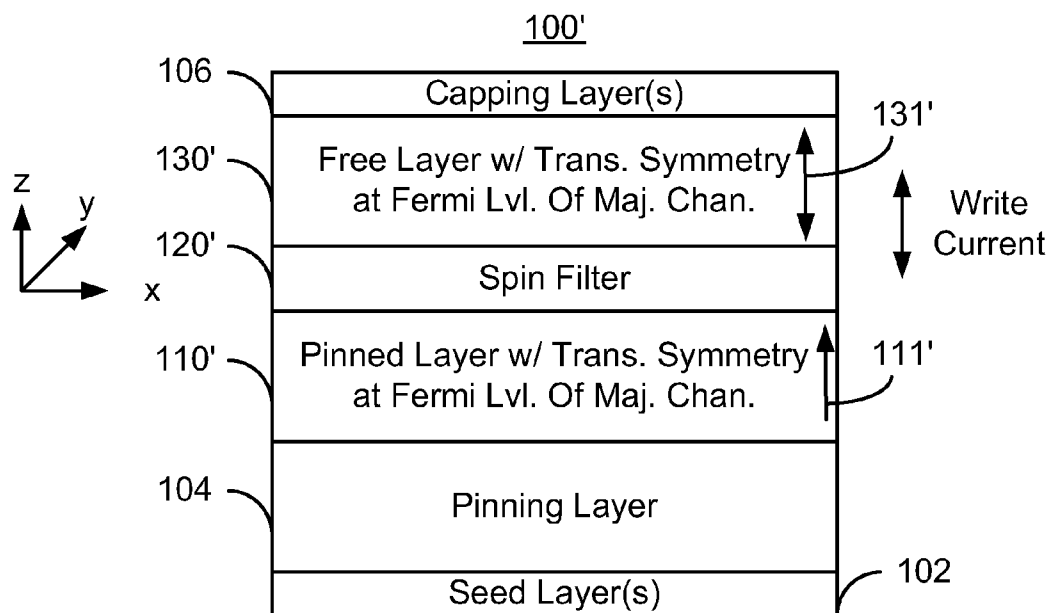 100'
106
Capping Layer(s)
131'
130'
Free Layer w/ Trans. Symmetry
at Fermi Lvl. Of Maj. Chan.
z
y
x
Write
Current
120'
Spin Filter
110'
Pinned Layer w/ Trans. Symmetry
at Fermi Lvl. Of Maj. Chan.
111'
104
Pinning Layer
102
Seed Layer(s)